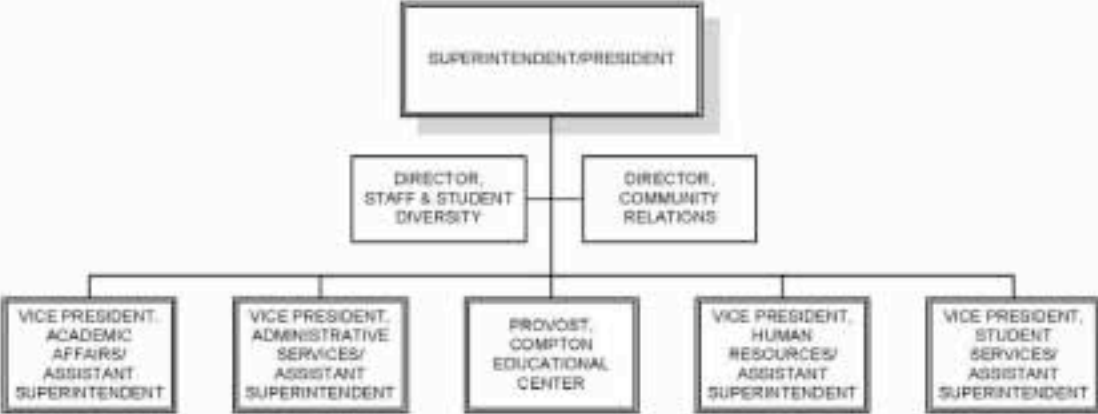 SUPERINTENDENT/PRESIDENT
DIRECTOR,
STAFF & STUDENT
DIVERSITY
DIRECTOR,
COMMUNITY
RELATIONS
VICE PRESIDENT,
ACADEMIC
AFFAIRS/
ASSISTANT
SUPERINTENDENT
VICE PRESIDENT,
ADMINISTRATIVE
SERVICES/
ASSISTANT
SUPERINTENDENT
PROVOST,
COMPTON
EDUCATIONAL
CENTER
VICE PRESIDENT,
HUMAN
RESOURCES/
ASSISTANT
SUPERINTENDENT
VICE PRESIDENT,
STUDENT
SERVICES/
ASSISTANT
SUPERINTENDENT